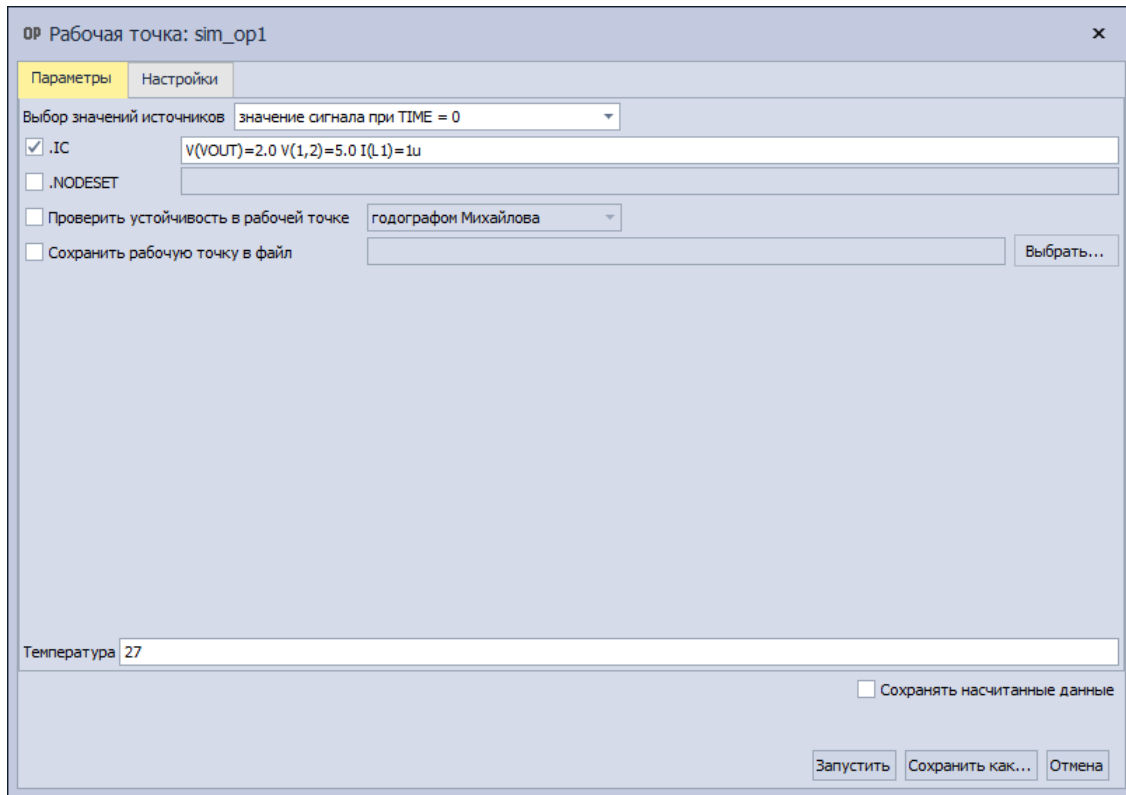 OP Рабочая точка: sim_op1
Параметры Настройки
Выбор значений источников значение сигнала при TIME = 0
.IC V(VOUT)=2.0 V(1,2)=5.0 I(L1)=1u
.NODESET
Проверить устойчивость в рабочей точке годографом Михайлова
Сохранить рабочую точку в файл Выбрать...
Температура 27
Сохранять насчитанные данные
Запустить Сохранить как... Отмена